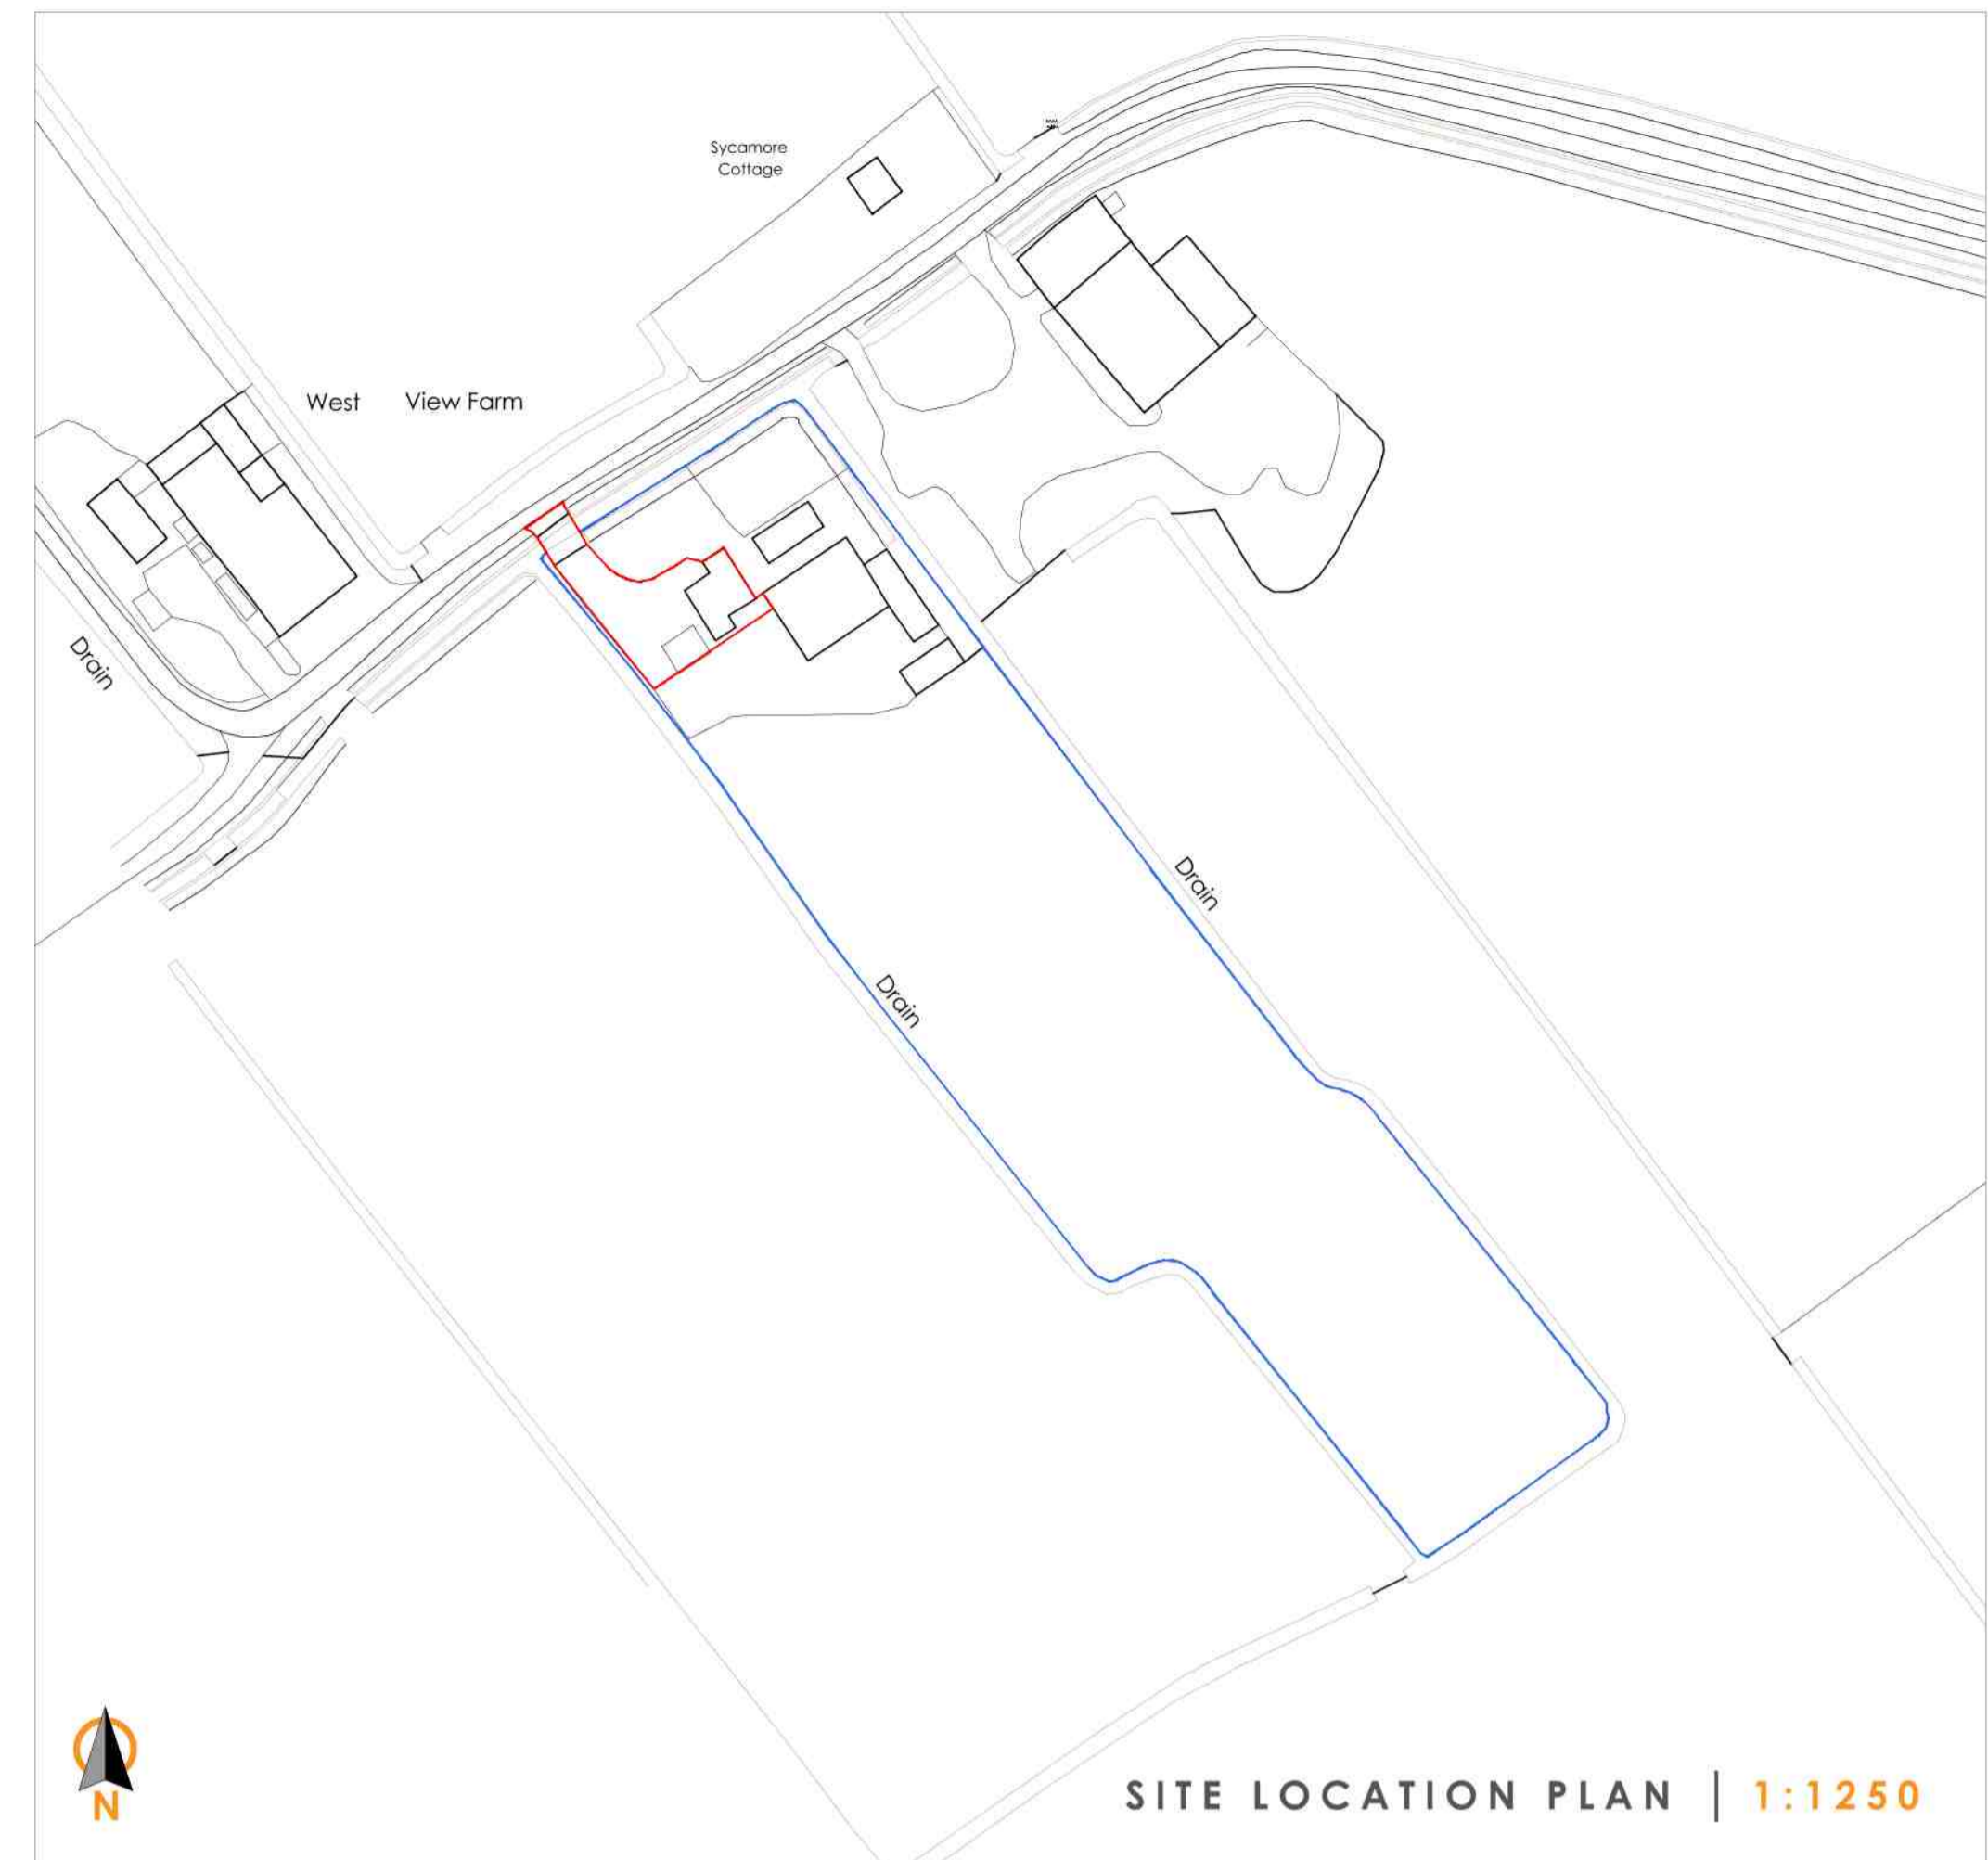 Sycamore
Cottage
West View Farm
Drain
Drain
Drain
N
SITE LOCATION PLAN | 1:1250